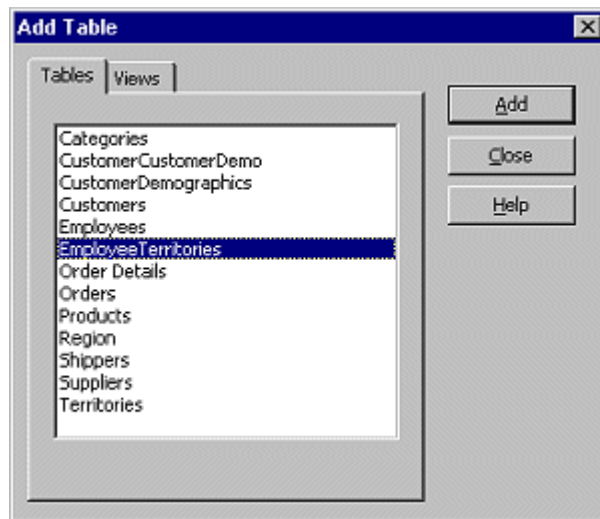 Add Table
Tables Views
Categories
CustomerCustomerDemo
CustomerDemographics
Customers
Employees
EmployeeTerritories
Order Details
Orders
Products
Region
Shippers
Suppliers
Territories
Add
Close
Help